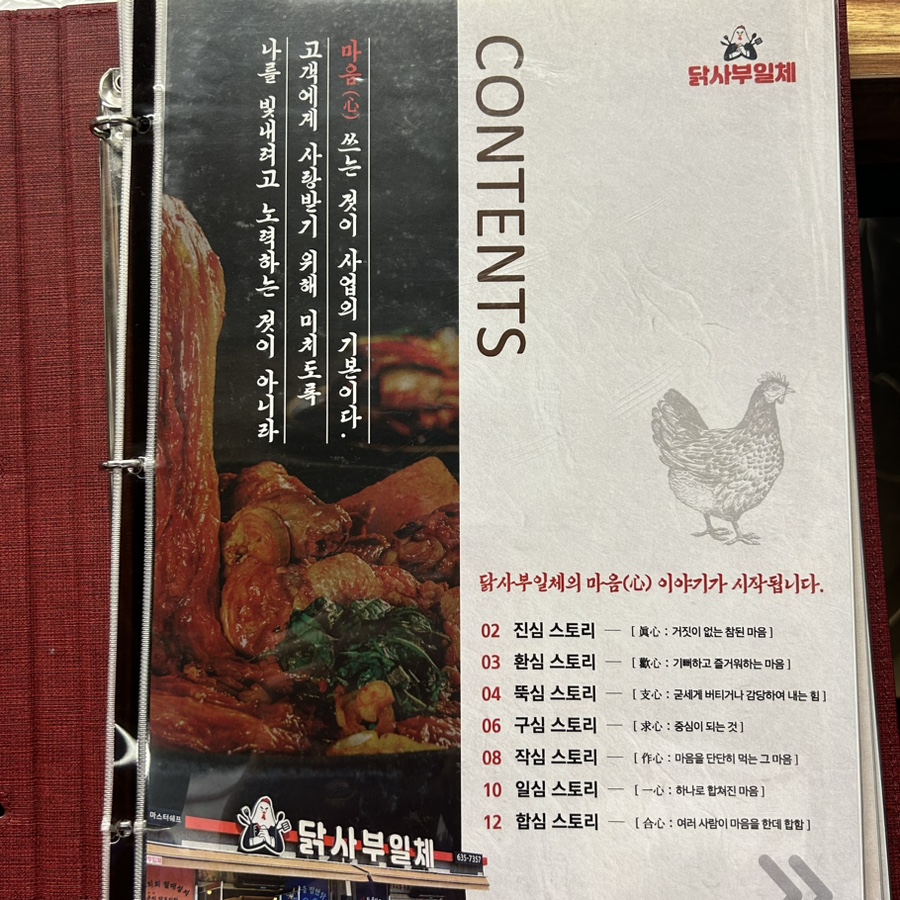 나를 빛내려고 노력하는 것이 아니라
고객에게 사랑받기 위해 미치도록
마음(心) 쓰는 것이 사업의 기본이다.
CONTENTS
닭사부일체
닭사부일체의 마음(心) 이야기가 시작됩니다.
02 진심 스토리 — [ 眞心 : 거짓이 없는 참된 마음 ]
03 환심 스토리 — [ 歡心 : 기뻐하고 즐거워하는 마음 ]
04 뚝심 스토리 — [ 支心 : 굳세게 버티거나 감당하여 내는 힘 ]
06 구심 스토리 — [ 求心 : 중심이 되는 것 ]
08 작심 스토리 — [ 作心 : 마음을 단단히 먹는 그 마음 ]
10 일심 스토리 — [ 一心 : 하나로 합쳐진 마음 ]
12 합심 스토리 — [ 合心 : 여러 사람이 마음을 한데 합함 ]
마스터쉐프
닭사부일체
635-7357